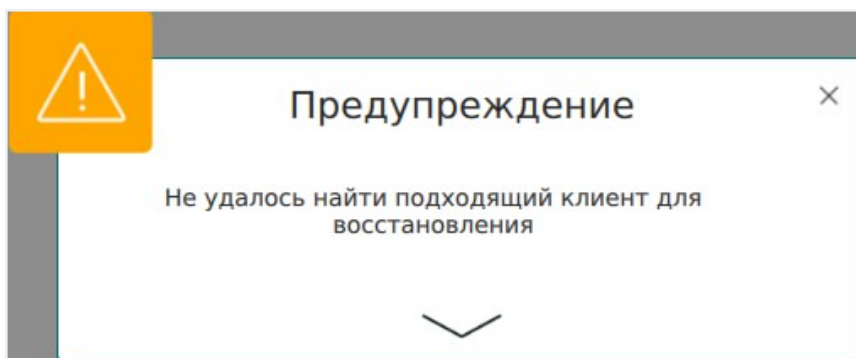 Предупреждение
Не удалось найти подходящий клиент для
восстановления